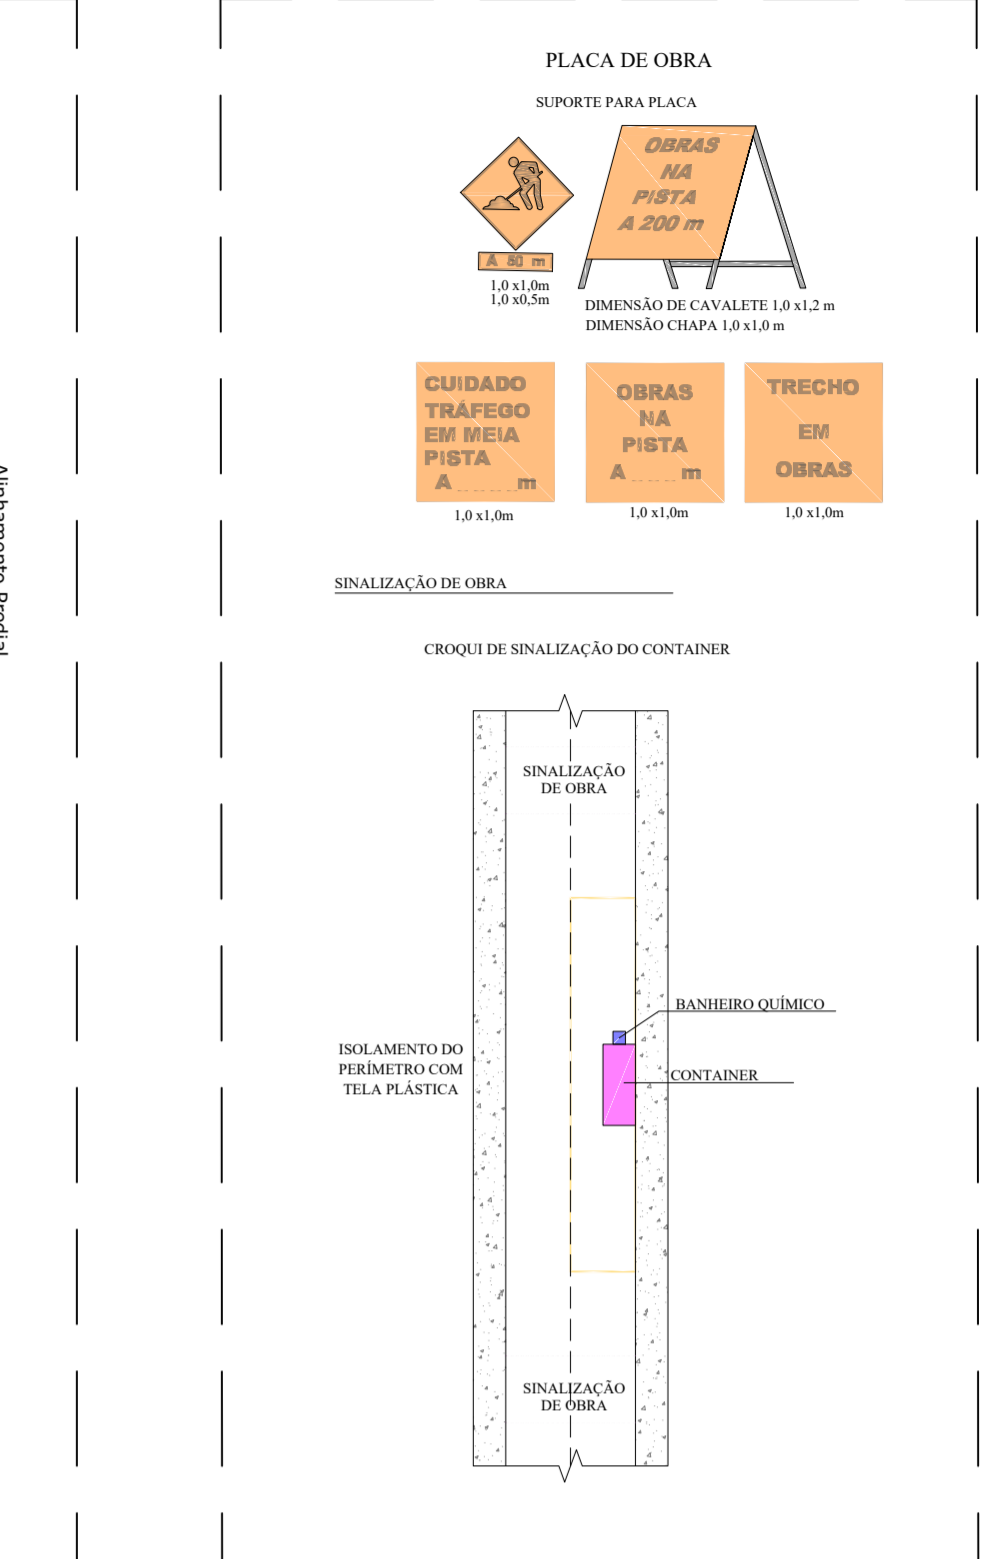 PLACA DE OBRA
SUPORTE PARA PLACA
OBRAS
NA
PISTA
A 200 m
A 50 m
1,0 x1,0m
1,0 x0,5m
DIMENSÃO DE CAVALETE 1,0 x1,2 m
DIMENSÃO CHAPA 1,0 x1,0 m
CUIDADO
TRÁFEGO
EM MEIA
PISTA
A ______m
1,0 x1,0m
OBRAS
NA
PISTA
A _____ m
1,0 x1,0m
TRECHO
EM
OBRAS
1,0 x1,0m
SINALIZAÇÃO DE OBRA
CROQUI DE SINALIZAÇÃO DO CONTAINER
SINALIZAÇÃO
DE OBRA
BANHEIRO QUÍMICO
ISOLAMENTO DO
PERÍMETRO COM
TELA PLÁSTICA
CONTAINER
SINALIZAÇÃO
DE OBRA
Alinhamento Predial